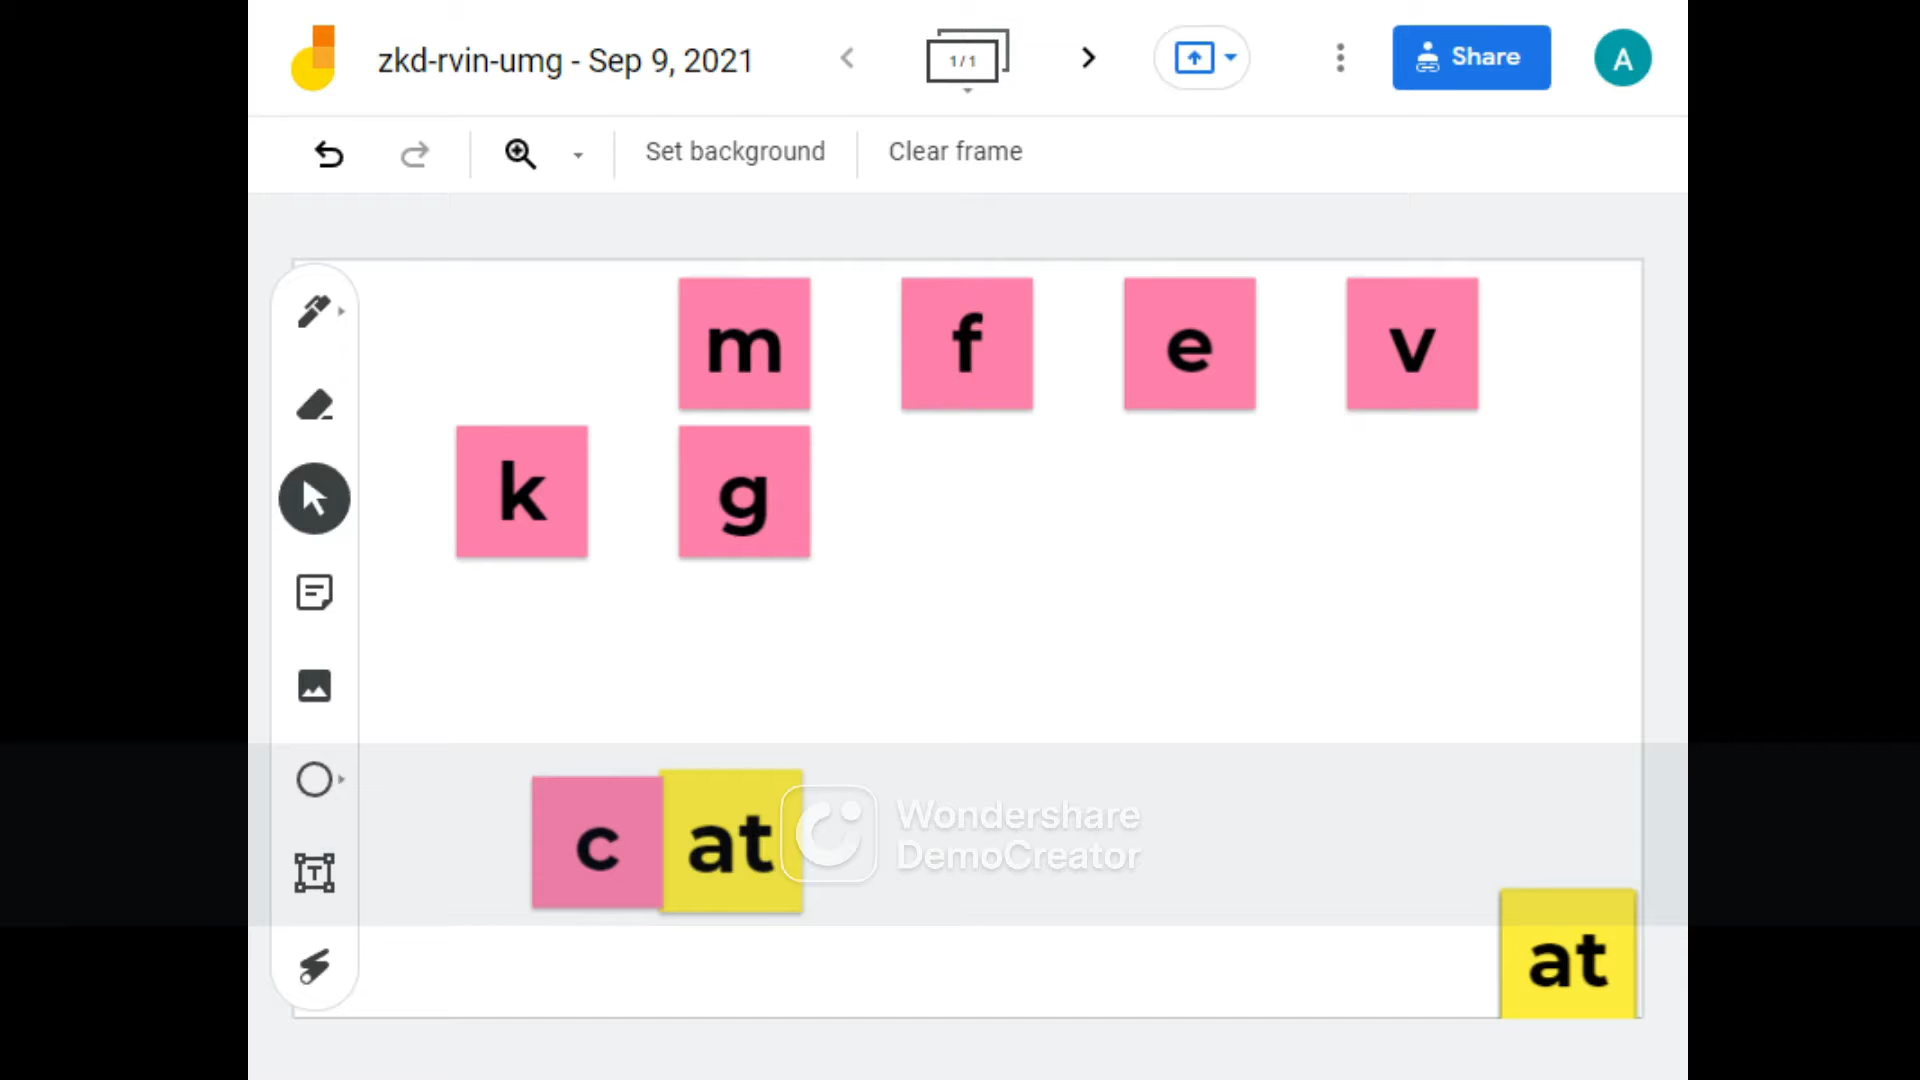 zkd-rvin-umg - Sep 9, 2021
1/1
Share
A
Set background
Clear frame
m f e v
k g
c at
Wondershare
DemoCreator
at